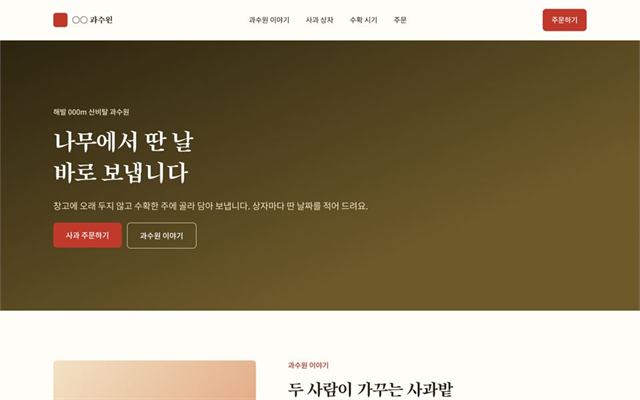 ○○ 과수원
과수원 이야기
사과 상자
수확 시기
주문
주문하기
해발 000m 산비탈 과수원
나무에서 딴 날
바로 보냅니다
창고에 오래 두지 않고 수확한 주에 골라 담아 보냅니다. 상자마다 딴 날짜를 적어 드려요.
사과 주문하기
과수원 이야기
과수원 이야기
두 사람이 가꾸는 사과밭